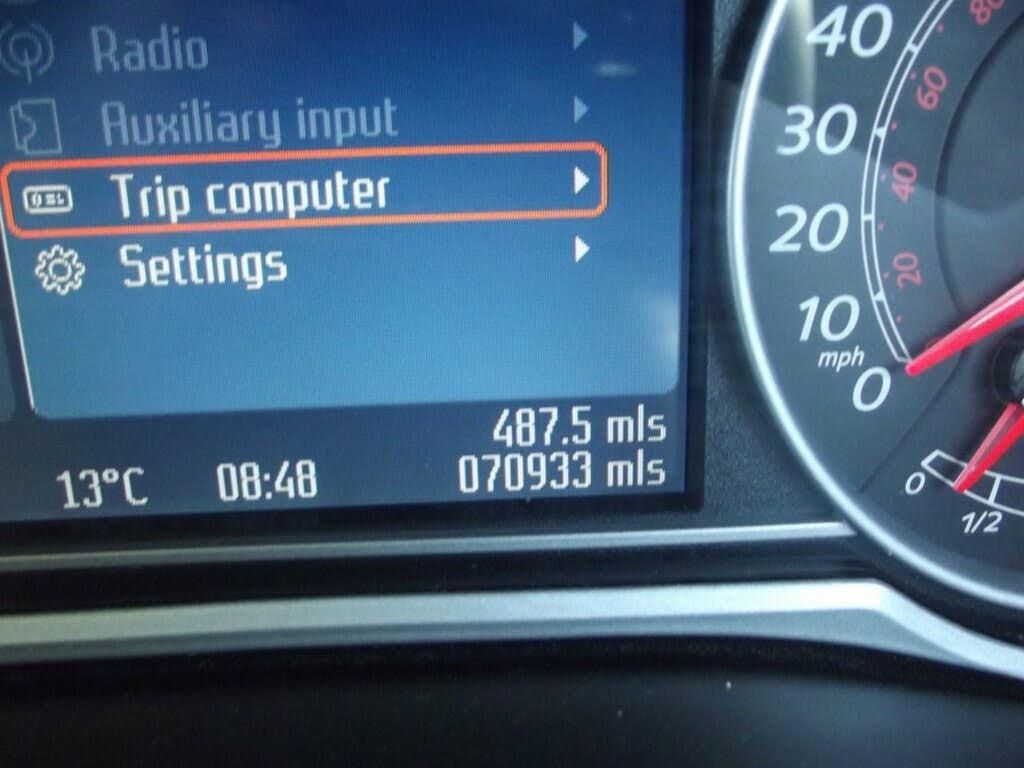 Radio
Auxiliary input
Trip computer
Settings
487.5 mls
13°C 08:48 070933 mls
40
30
20
10
mph
0
80
60
40
20
0
1/2